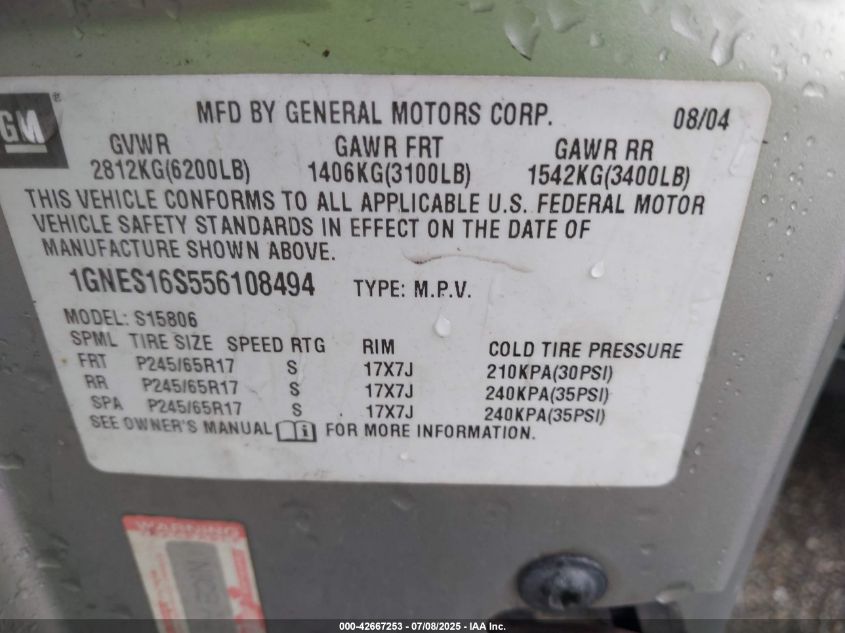 GM®
MFD BY GENERAL MOTORS CORP. 08/04
GVWR GAWR FRT GAWR RR
2812KG(6200LB) 1406KG(3100LB) 1542KG(3400LB)
THIS VEHICLE CONFORMS TO ALL APPLICABLE U.S. FEDERAL MOTOR
VEHICLE SAFETY STANDARDS IN EFFECT ON THE DATE OF
MANUFACTURE SHOWN ABOVE.
1GNES16S556108494 TYPE: M.P.V.
MODEL: S15806
SPML TIRE SIZE SPEED RTG RIM COLD TIRE PRESSURE
FRT P245/65R17 S 17X7J 210KPA(30PSI)
RR P245/65R17 S 17X7J 240KPA(35PSI)
SPA P245/65R17 S 17X7J 240KPA(35PSI)
SEE OWNER'S MANUAL i FOR MORE INFORMATION.
WARNING
000-42667253 - 07/08/2025 - IAA Inc.